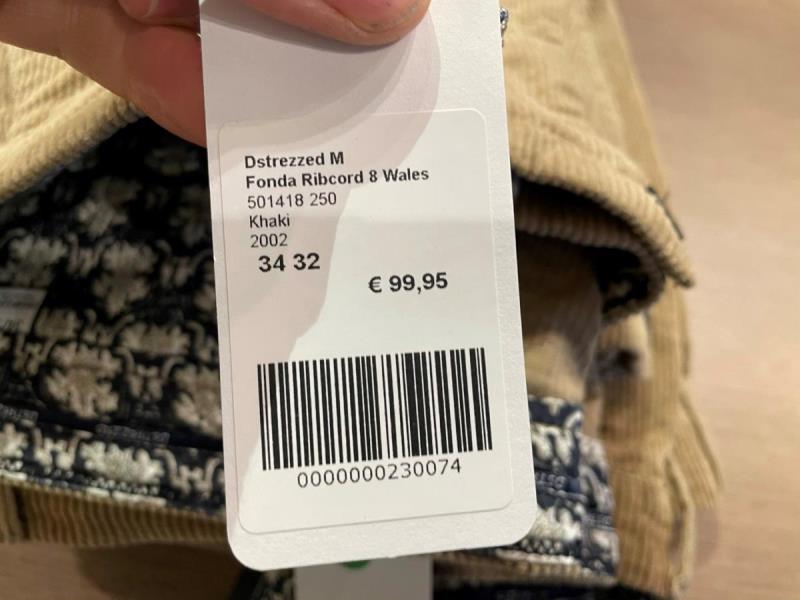 Dstrezzed M
Fonda Ribcord 8 Wales
501418 250
Khaki
2002
34 32
€ 99,95
0000000230074